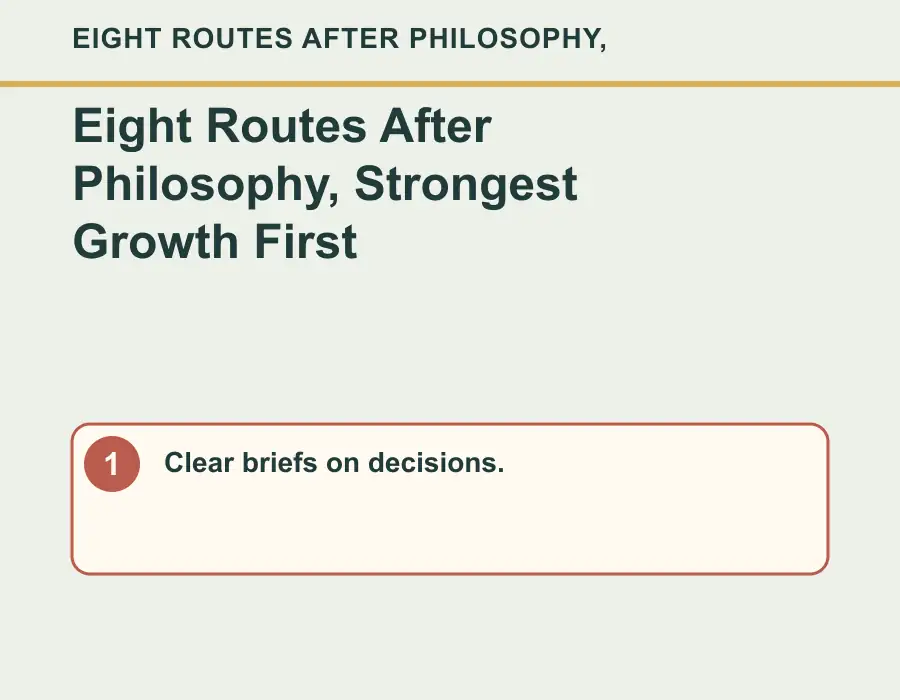 EIGHT ROUTES AFTER PHILOSOPHY,
Eight Routes After
Philosophy, Strongest
Growth First
1 Clear briefs on decisions.